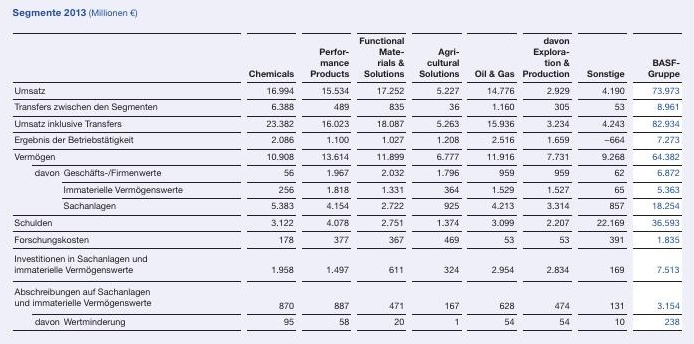 Segmente 2013 (Millionen €)
Chemicals Perfor-mance Products Functional Mate-rials & Solutions Agri-cultural Solutions Oil & Gas davon Explora-tion & Production Sonstige BASF-Gruppe
Umsatz 16.994 15.534 17.252 5.227 14.776 2.929 4.190 73.973
Transfers zwischen den Segmenten 6.388 489 835 36 1.160 305 53 8.961
Umsatz inklusive Transfers 23.382 16.023 18.087 5.263 15.936 3.234 4.243 82.934
Ergebnis der Betriebstätigkeit 2.086 1.100 1.027 1.208 2.516 1.659 –664 7.273
Vermögen 10.908 13.614 11.899 6.777 11.916 7.731 9.268 64.382
davon Geschäfts-/Firmenwerte 56 1.967 2.032 1.796 959 959 62 6.872
Immaterielle Vermögenswerte 256 1.818 1.331 364 1.529 1.527 65 5.363
Sachanlagen 5.383 4.154 2.722 925 4.213 3.314 857 18.254
Schulden 3.122 4.078 2.751 1.374 3.099 2.207 22.169 36.593
Forschungskosten 178 377 367 469 53 53 391 1.835
Investitionen in Sachanlagen und
immaterielle Vermögenswerte 1.958 1.497 611 324 2.954 2.834 169 7.513
Abschreibungen auf Sachanlagen
und immaterielle Vermögenswerte 870 887 471 167 628 474 131 3.154
davon Wertminderung 95 58 20 1 54 54 10 238